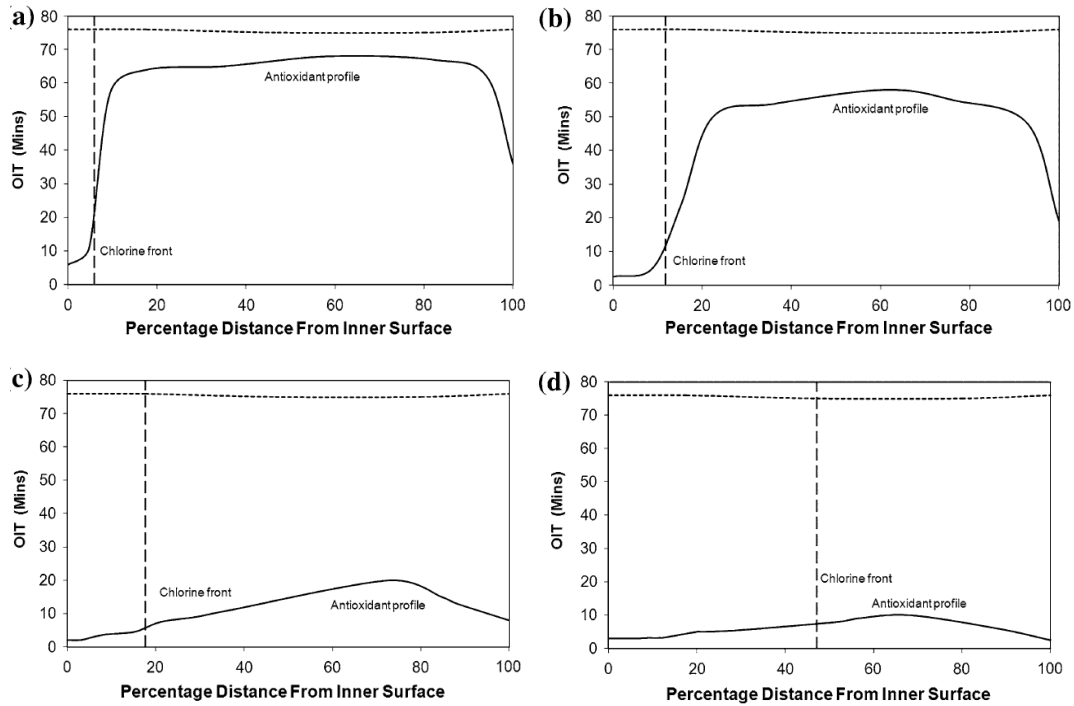 (a)
80
70
60
50
40
30
20
10
0
OIT (Mins)
Antioxidant profile
Chlorine front
0 20 40 60 80 100
Percentage Distance From Inner Surface
(b)
80
70
60
50
40
30
20
10
0
OIT (Mins)
Antioxidant profile
Chlorine front
0 20 40 60 80 100
Percentage Distance From Inner Surface
c)
80
70
60
50
40
30
20
10
0
OIT (Mins)
Chlorine front
Antioxidant profile
0 20 40 60 80 100
Percentage Distance From Inner Surface
(d)
80
70
60
50
40
30
20
10
0
OIT (Mins)
Chlorine front
Antioxidant profile
0 20 40 60 80 100
Percentage Distance From Inner Surface